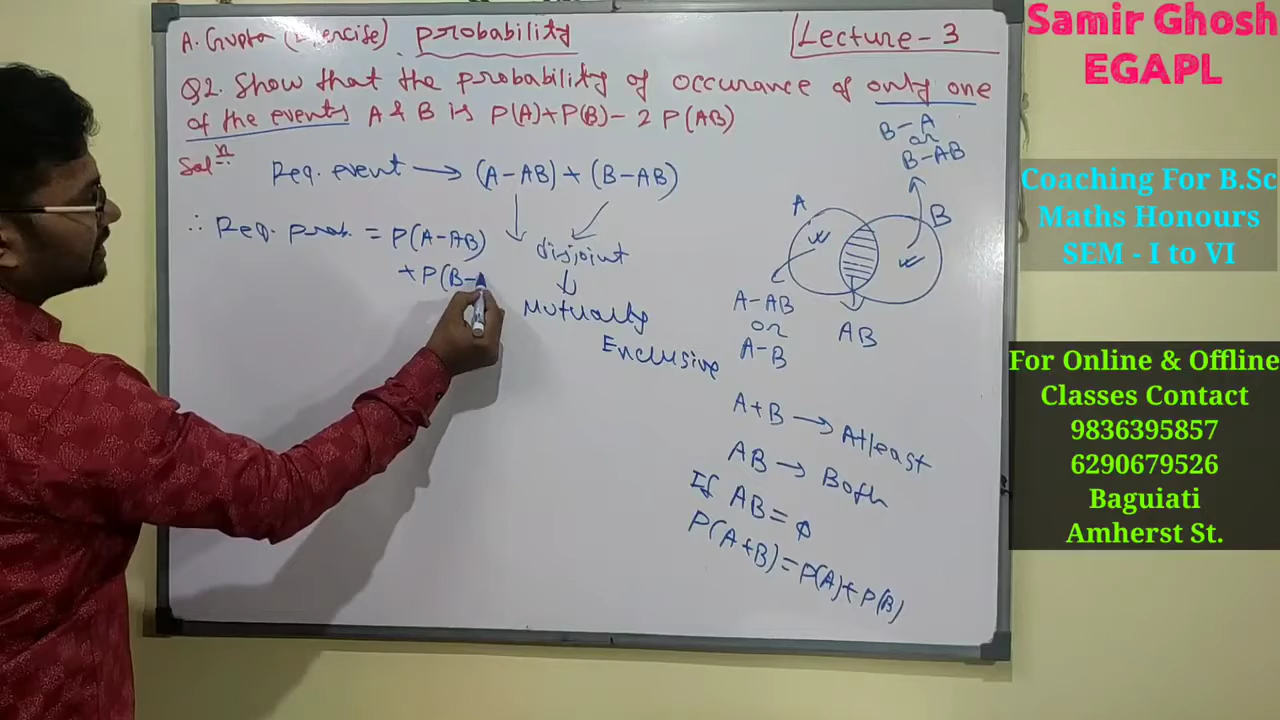 A. Gupta (Exercise) probability
Lecture-3
Q2. Show that the probability of occurance of only one
of the events A & B is P(A)+P(B)-2P(AB)
Sol^n:
Req. event → (A-AB)+(B-AB)
∴ Req. prob. = P(A-AB)
+P(B-
disjoint
Mutually
Exclusive
B-A
or
B-AB
A
B
A-AB
or
A-B
AB
A+B → Atleast
AB → Both
If AB = φ
P(A+B)=P(A)+P(B)
Samir Ghosh
EGAPL
Coaching For B.Sc
Maths Honours
SEM - I to VI
For Online & Offline
Classes Contact
9836395857
6290679526
Baguiati
Amherst St.